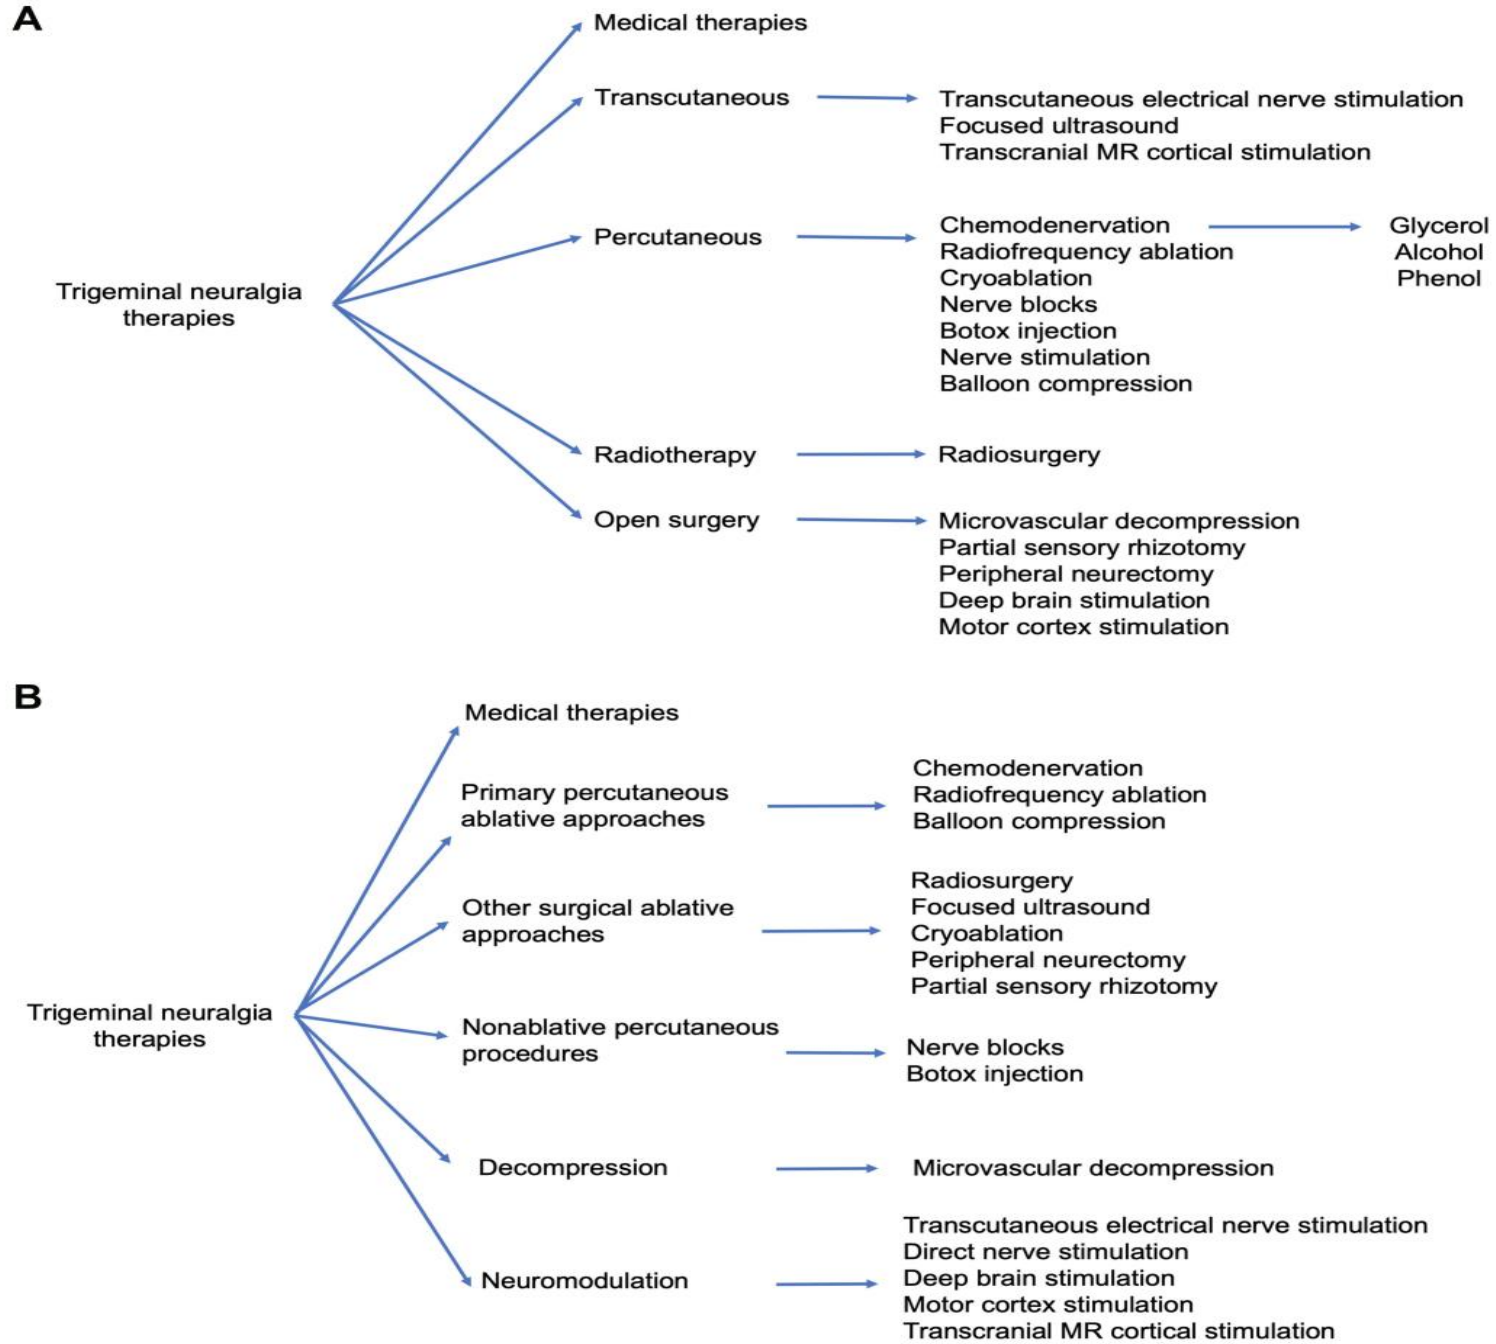 A
Medical therapies
Transcutaneous
Transcutaneous electrical nerve stimulation
Focused ultrasound
Transcranial MR cortical stimulation
Percutaneous
Chemodenervation
Radiofrequency ablation
Cryoablation
Nerve blocks
Botox injection
Nerve stimulation
Balloon compression
Glycerol
Alcohol
Phenol
Trigeminal neuralgia
therapies
Radiotherapy
Radiosurgery
Open surgery
Microvascular decompression
Partial sensory rhizotomy
Peripheral neurectomy
Deep brain stimulation
Motor cortex stimulation
B
Medical therapies
Primary percutaneous
ablative approaches
Chemodenervation
Radiofrequency ablation
Balloon compression
Other surgical ablative
approaches
Radiosurgery
Focused ultrasound
Cryoablation
Peripheral neurectomy
Partial sensory rhizotomy
Trigeminal neuralgia
therapies
Nonablative percutaneous
procedures
Nerve blocks
Botox injection
Decompression
Microvascular decompression
Neuromodulation
Transcutaneous electrical nerve stimulation
Direct nerve stimulation
Deep brain stimulation
Motor cortex stimulation
Transcranial MR cortical stimulation